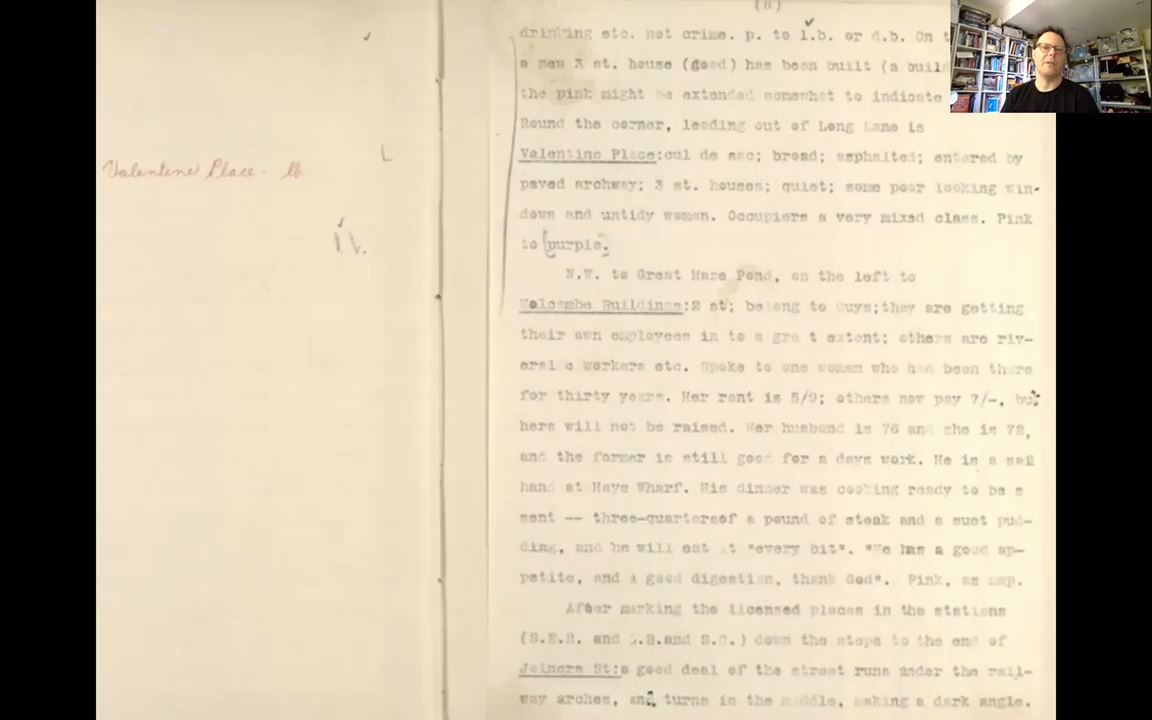 Valentine Place - lb
(8)
drinking etc. not crime. p. to l.b. or d.b. On t
a new 3 st. house (good) has been built (a build
the pink might be extended somewhat to indicate
Round the corner, leading out of Long Lane is
Valentine Place:cul de sac; broad; asphalted; entered by
paved archway; 3 st. houses; quiet; some poor looking win-
dows and untidy women. Occupiers a very mixed class. Pink
to [purple.]
N.W. to Great Maze Pond, on the left to
Melcombe Buildings:2 st; belong to Guys;they are getting
their own employees in to a great extent; others are riv-
erside workers etc. Spoke to one woman who had been there
for thirty years. Her rent is 5/9; others now pay 7/-, but
hers will not be raised. Her husband is 76 and she is 72,
and the former is still good for a days work. He is a
hand at Hays Wharf. His dinner was cooking ready to be s
sent -- three-quartersof a pound of steak and a suet pud-
ding, and he will eat it "every bit". "He has a good ap-
petite, and a good digestion, thank God". Pink, as map.
After marking the licensed places in the stations
(S.E.R. and L.B.and S.C.) down the steps to the end of
Joiners St:a good deal of the street runs under the rail-
way arches, and turns in the middle, making a dark angle.